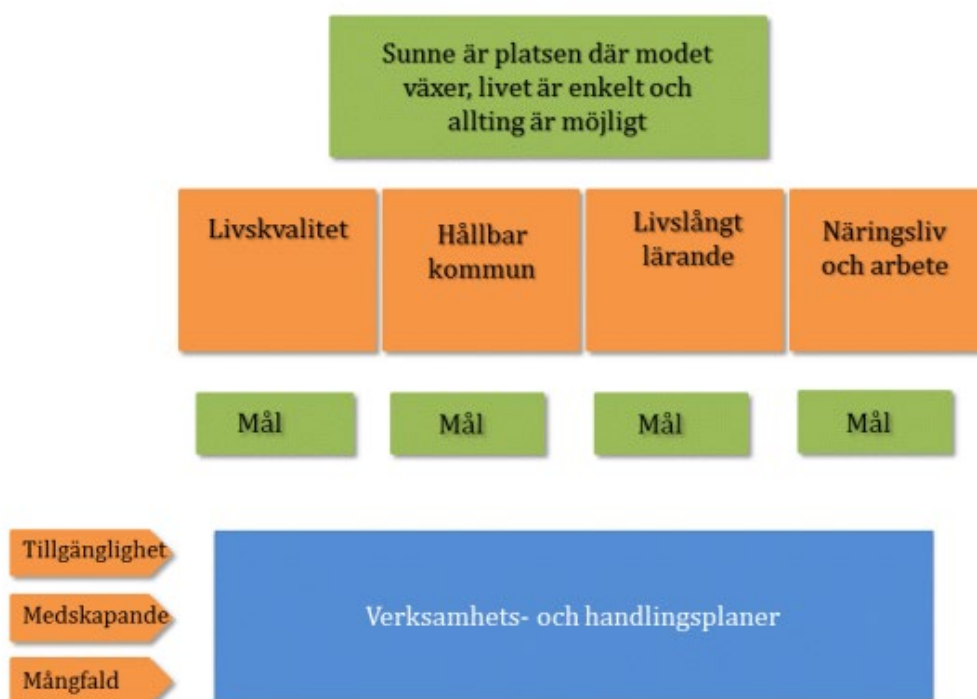 Sunne är platsen där modet
växer, livet är enkelt och
allting är möjligt
Livskvalitet
Hållbar
kommun
Livslångt
lärande
Näringsliv
och arbete
Mål
Mål
Mål
Mål
Tillgänglighet
Medskapande
Mångfald
Verksamhets- och handlingsplaner